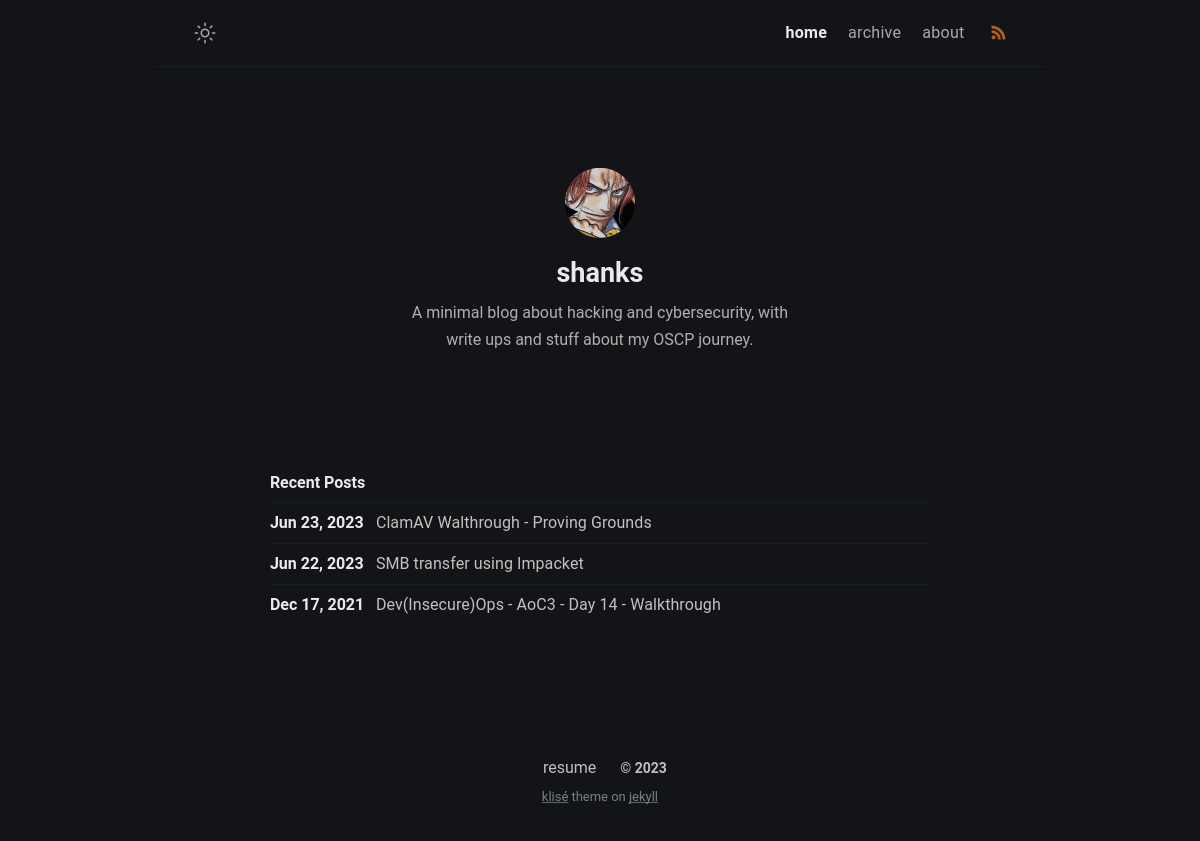 home archive about
shanks
A minimal blog about hacking and cybersecurity, with
write ups and stuff about my OSCP journey.
Recent Posts
Jun 23, 2023 ClamAV Walthrough - Proving Grounds
Jun 22, 2023 SMB transfer using Impacket
Dec 17, 2021 Dev(Insecure)Ops - AoC3 - Day 14 - Walkthrough
resume © 2023
klisé theme on jekyll